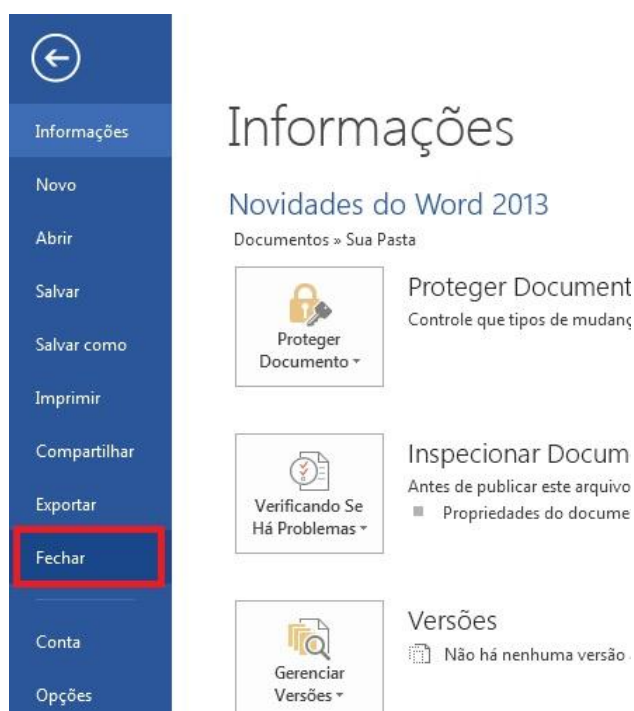 Informações
Novo
Abrir
Salvar
Salvar como
Imprimir
Compartilhar
Exportar
Fechar
Conta
Opções
Informações
Novidades do Word 2013
Documentos » Sua Pasta
Proteger
Documento
Proteger Document
Controle que tipos de mudanç
Verificando Se
Há Problemas
Inspecionar Docum
Antes de publicar este arquivo
Propriedades do docume
Gerenciar
Versões
Versões
Não há nenhuma versão